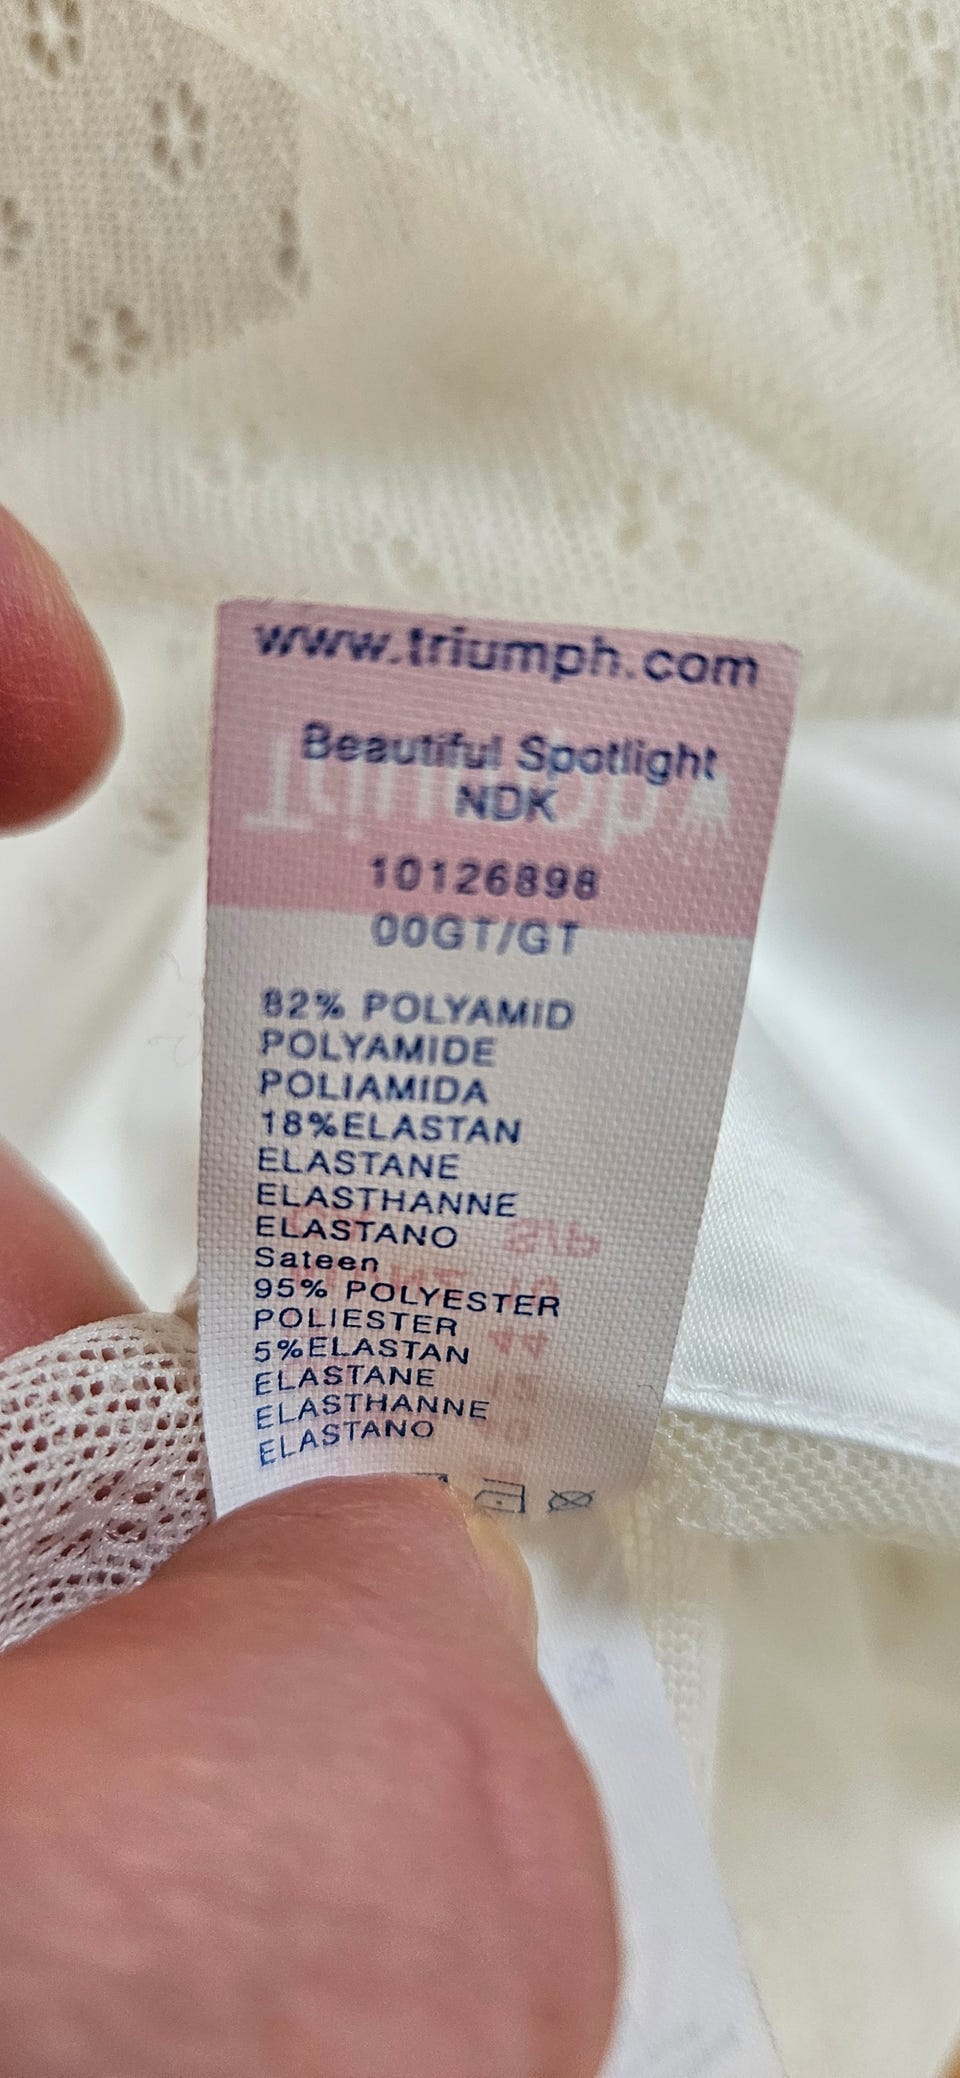 www.triumph.com
Beautiful Spotlight
NDK
10126898
00GT/GT
82% POLYAMID
POLYAMIDE
POLIAMIDA
18%ELASTAN
ELASTANE
ELASTHANNE
ELASTANO
Sateen
95% POLYESTER
POLIESTER
5%ELASTAN
ELASTANE
ELASTHANNE
ELASTANO